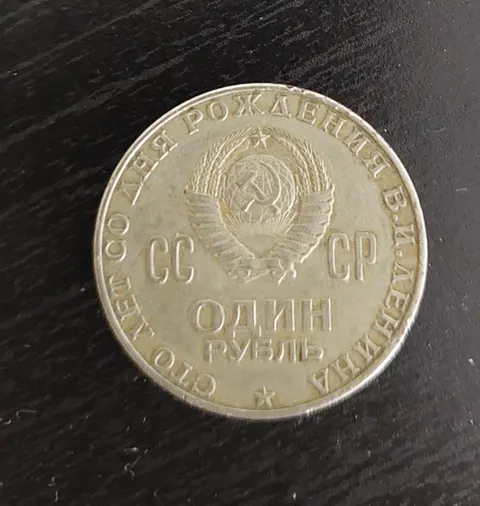 СТО ЛЕТ СО ДНЯ РОЖДЕНИЯ В.И.ЛЕНИНА
СС СР
ОДИН
РУБЛЬ